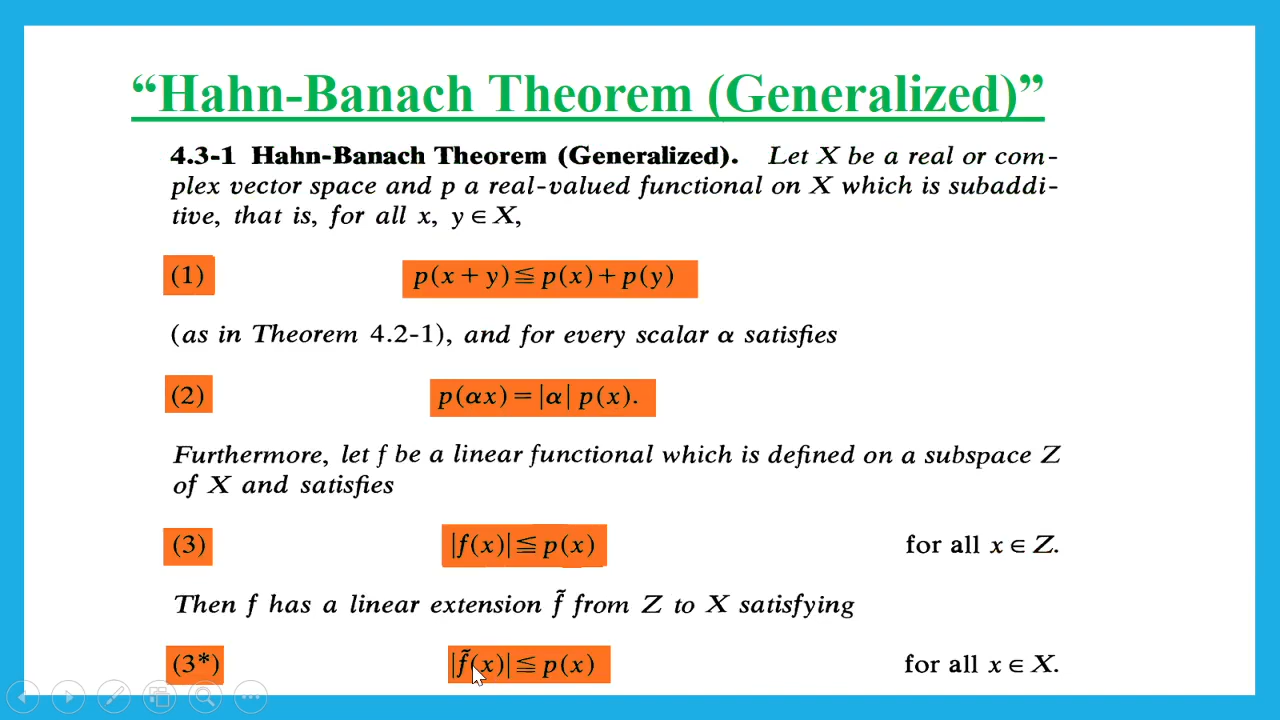 “Hahn-Banach Theorem (Generalized)”
4.3-1 Hahn-Banach Theorem (Generalized). Let X be a real or com-
plex vector space and p a real-valued functional on X which is subaddi-
tive, that is, for all x, y ∈ X,
(1) p(x + y) ≦ p(x) + p(y)
(as in Theorem 4.2-1), and for every scalar α satisfies
(2) p(αx) = |α| p(x).
Furthermore, let f be a linear functional which is defined on a subspace Z
of X and satisfies
(3) |f(x)| ≦ p(x) for all x ∈ Z.
Then f has a linear extension f̃ from Z to X satisfying
(3*) |f̃(x)| ≦ p(x) for all x ∈ X.